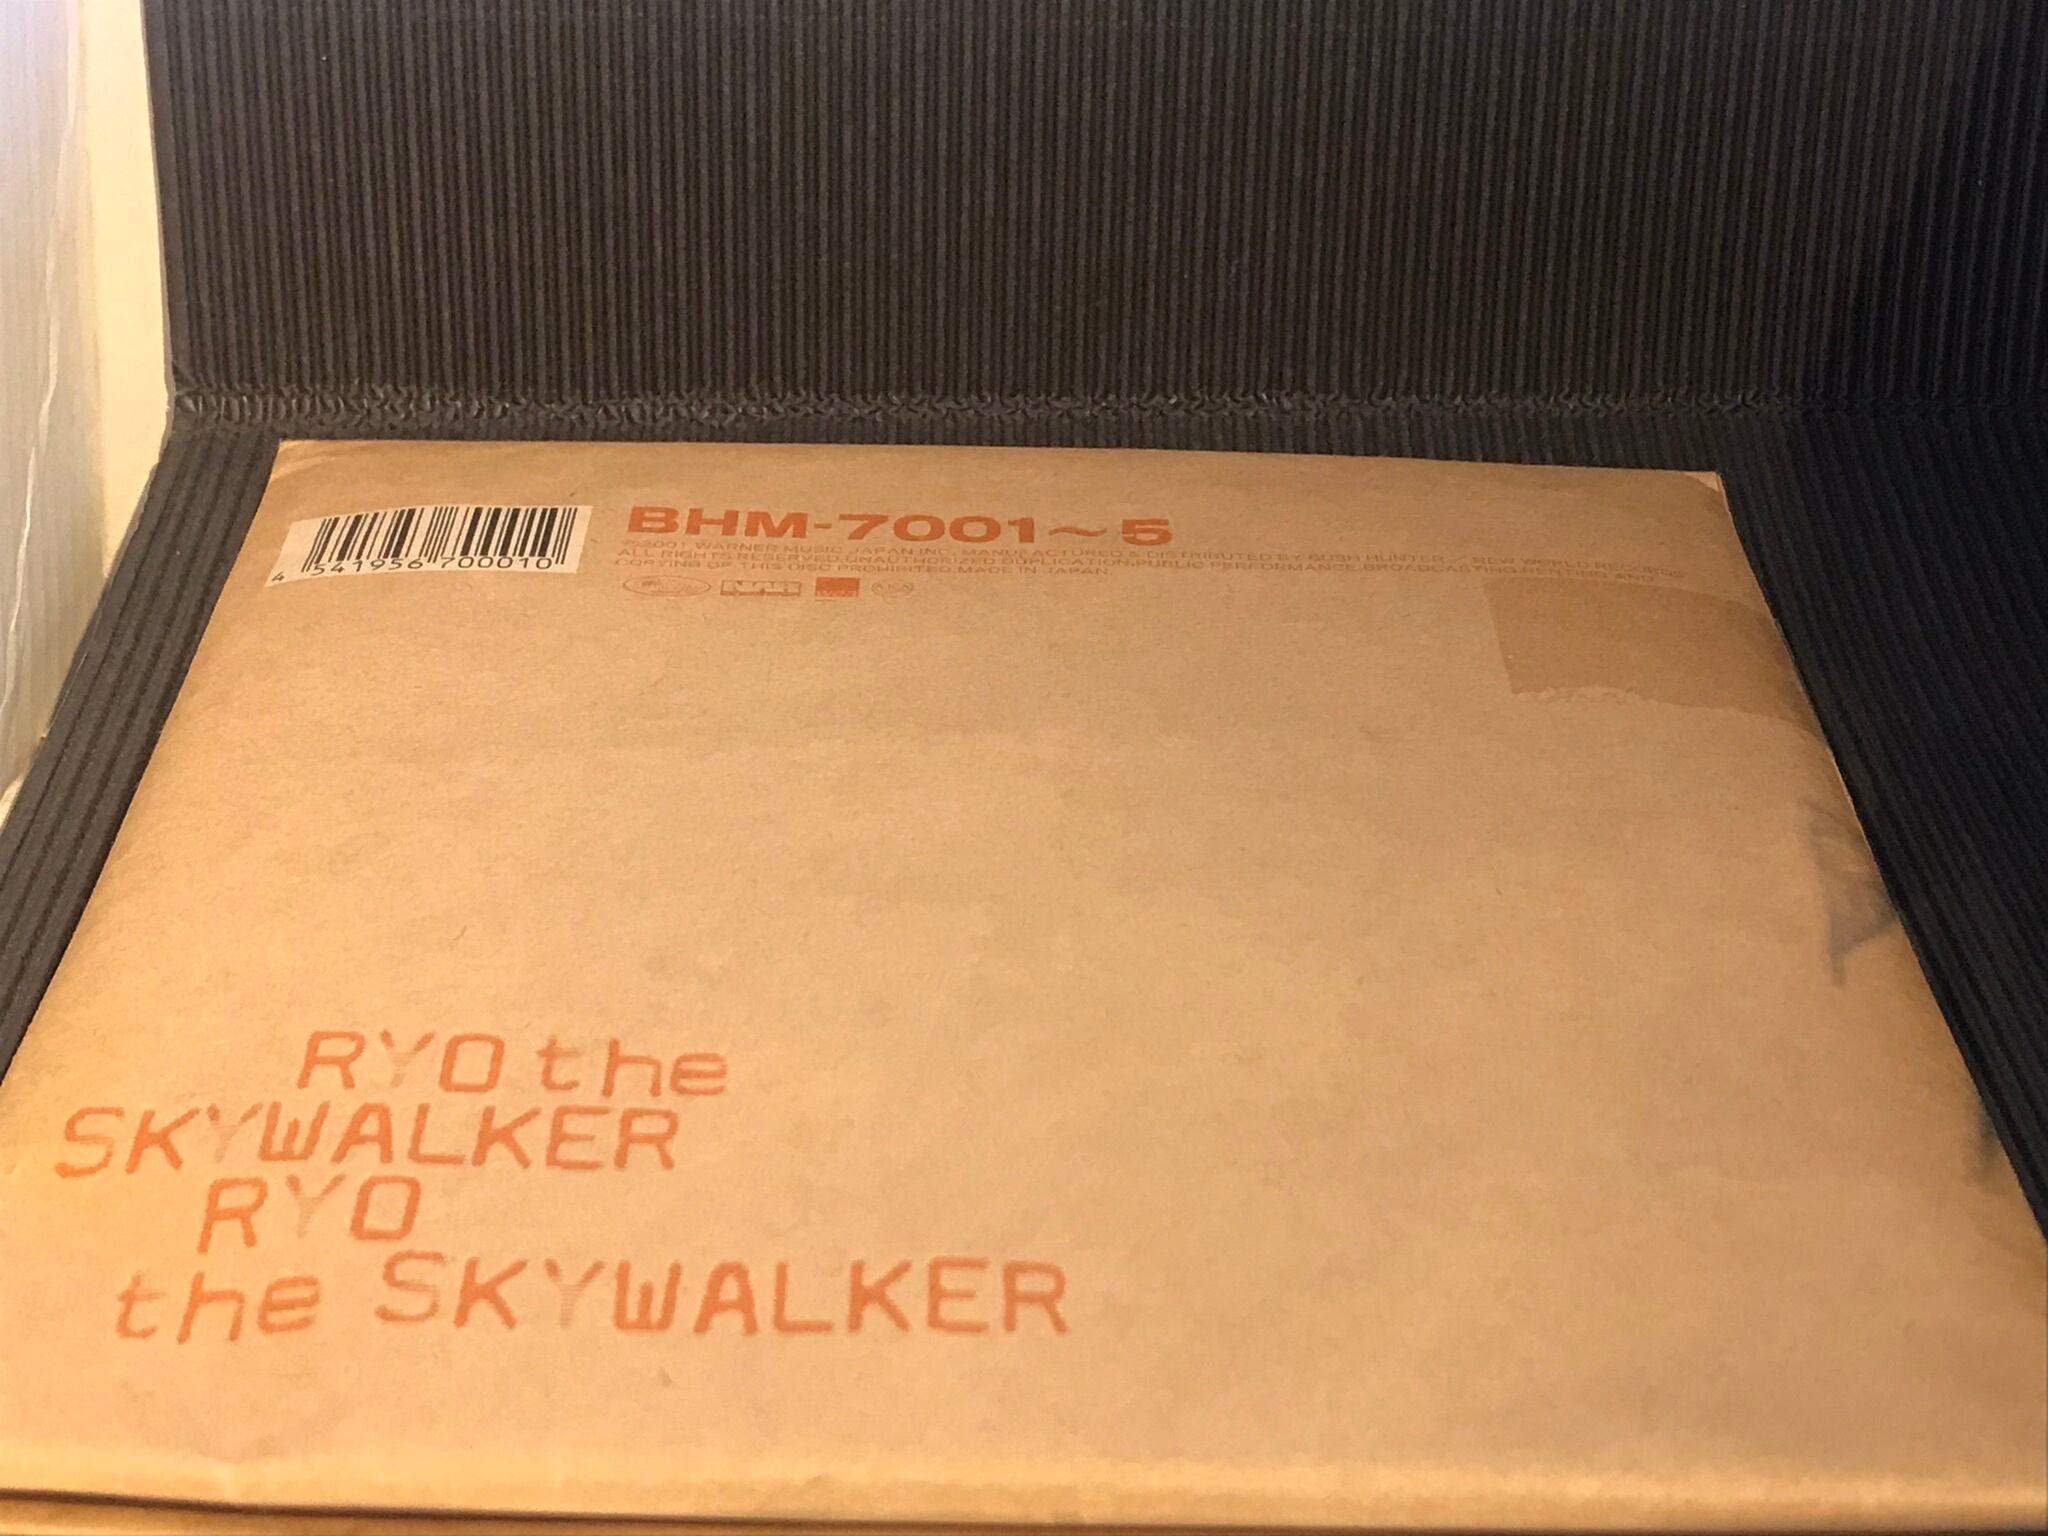 BHM-7001~5
℗©2001 WARNER MUSIC JAPAN INC. MANUFACTURED & DISTRIBUTED BY BUSH HUNTER / NEW WORLD RECORDS
ALL RIGHTS RESERVED.UNAUTHORIZED DUPLICATION,PUBLIC PERFORMANCE,BROADCASTING,RENTING AND
COPYING OF THIS DISC PROHIBITED.MADE IN JAPAN.
4 541956 700010
RYO the
SKYWALKER
RYO
the SKYWALKER